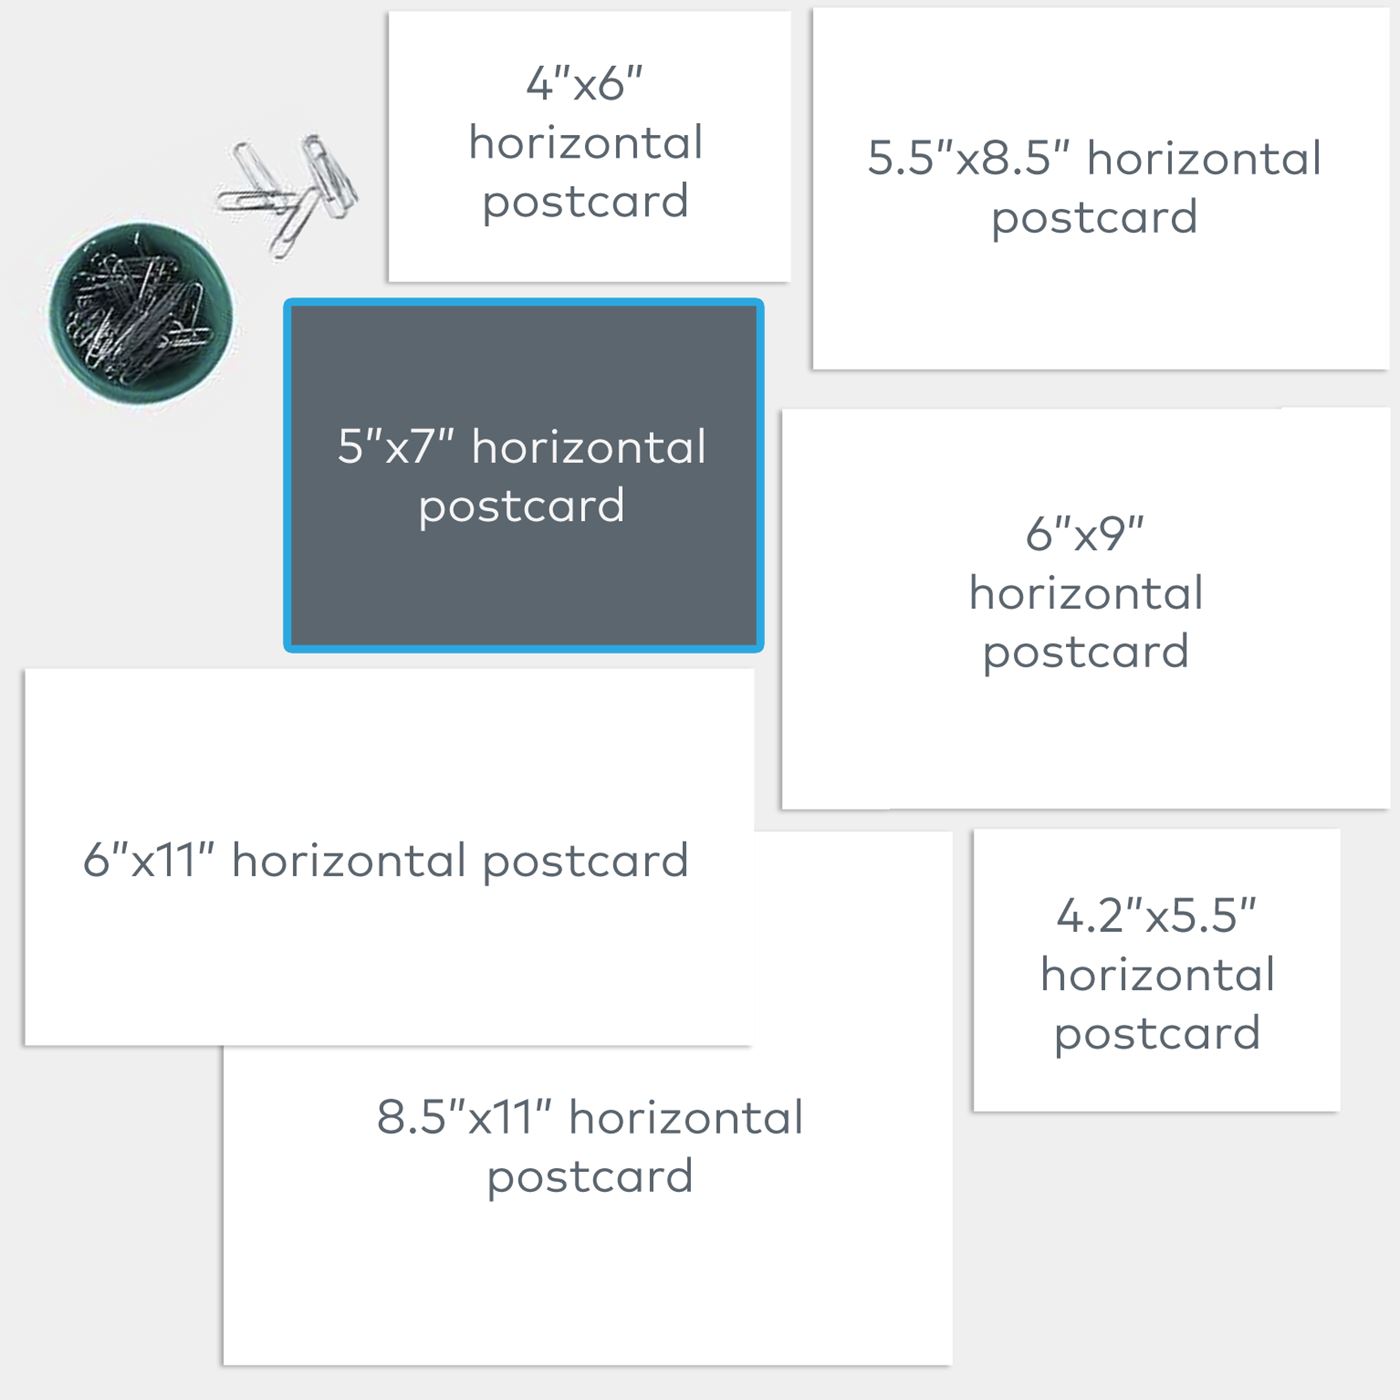 4”x6”
horizontal
postcard
5.5”x8.5” horizontal
postcard
5”x7” horizontal
postcard
6”x9”
horizontal
postcard
6”x11” horizontal postcard
4.2”x5.5”
horizontal
postcard
8.5”x11” horizontal
postcard